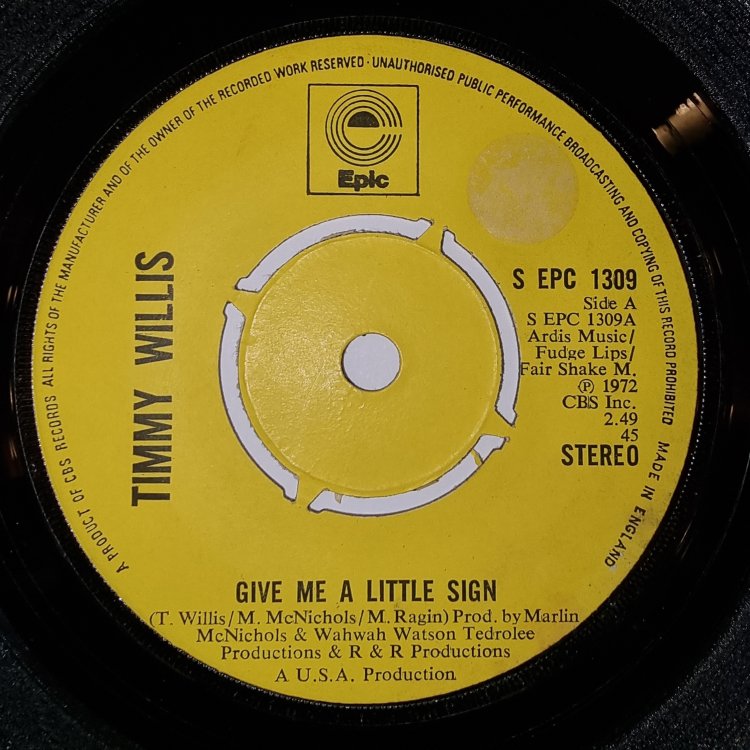 A PRODUCT OF CBS RECORDS ALL RIGHTS OF THE MANUFACTURER AND OF THE OWNER OF THE RECORDED WORK RESERVED · UNAUTHORISED PUBLIC PERFORMANCE BROADCASTING AND COPYING OF THIS RECORD PROHIBITED MADE IN ENGLAND
Epic
TIMMY WILLIS
S EPC 1309
Side A
S EPC 1309A
Ardis Music/
Fudge Lips/
Fair Shake M.
℗ 1972
CBS Inc.
2.49
45
STEREO
GIVE ME A LITTLE SIGN
(T. Willis/M. McNichols/M. Ragin) Prod. by Marlin
McNichols & Wahwah Watson Tedrolee
Productions & R & R Productions
A U.S.A. Production